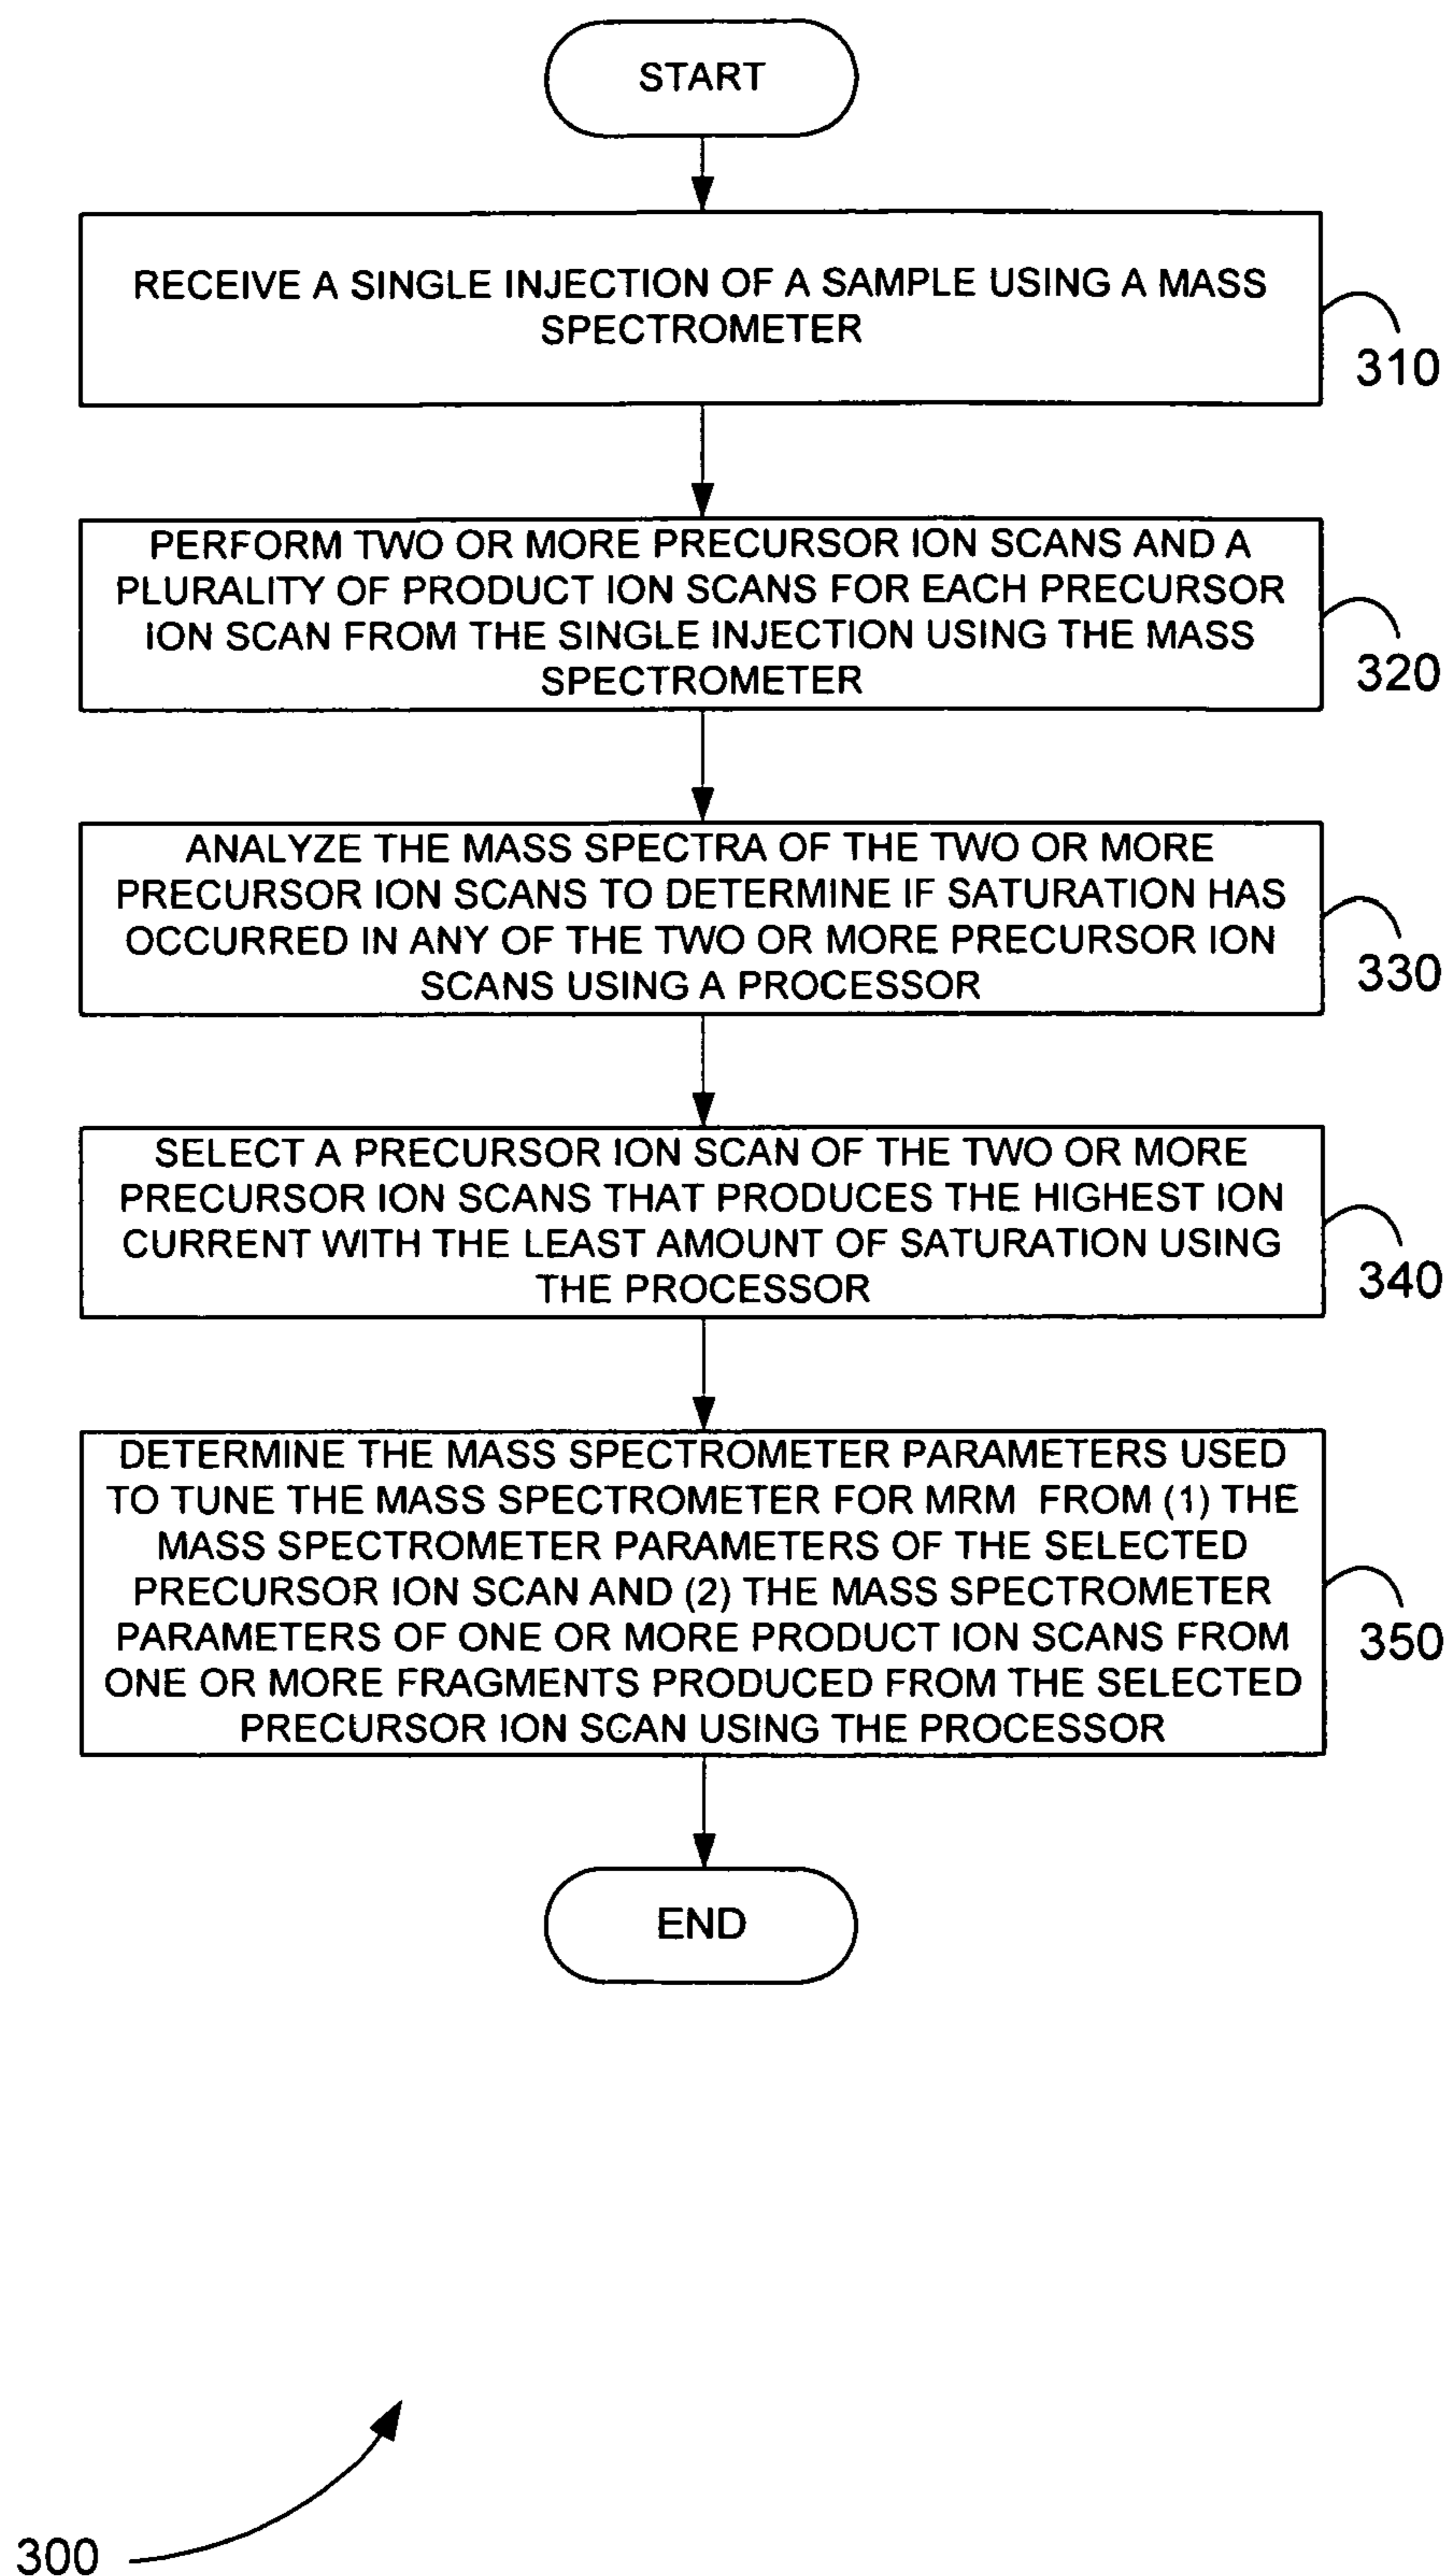 START
RECEIVE A SINGLE INJECTION OF A SAMPLE USING A MASS
SPECTROMETER
310
PERFORM TWO OR MORE PRECURSOR ION SCANS AND A
PLURALITY OF PRODUCT ION SCANS FOR EACH PRECURSOR
ION SCAN FROM THE SINGLE INJECTION USING THE MASS
SPECTROMETER
320
ANALYZE THE MASS SPECTRA OF THE TWO OR MORE
PRECURSOR ION SCANS TO DETERMINE IF SATURATION HAS
OCCURRED IN ANY OF THE TWO OR MORE PRECURSOR ION
SCANS USING A PROCESSOR
330
SELECT A PRECURSOR ION SCAN OF THE TWO OR MORE
PRECURSOR ION SCANS THAT PRODUCES THE HIGHEST ION
CURRENT WITH THE LEAST AMOUNT OF SATURATION USING
THE PROCESSOR
340
DETERMINE THE MASS SPECTROMETER PARAMETERS USED
TO TUNE THE MASS SPECTROMETER FOR MRM FROM (1) THE
MASS SPECTROMETER PARAMETERS OF THE SELECTED
PRECURSOR ION SCAN AND (2) THE MASS SPECTROMETER
PARAMETERS OF ONE OR MORE PRODUCT ION SCANS FROM
ONE OR MORE FRAGMENTS PRODUCED FROM THE SELECTED
PRECURSOR ION SCAN USING THE PROCESSOR
350
END
300